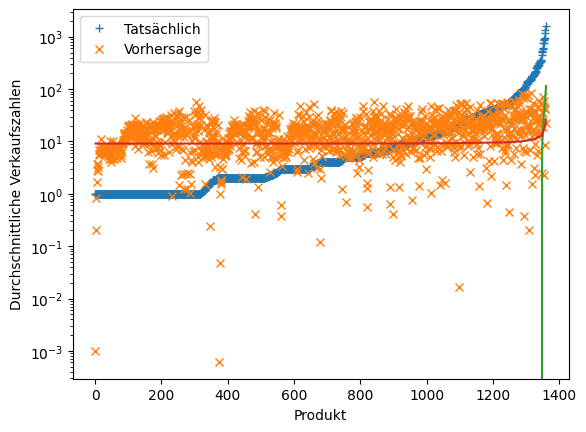 Tatsächlich
Vorhersage
10³
10²
10¹
10⁰
10⁻¹
10⁻²
10⁻³
Durchschnittliche Verkaufszahlen
0 200 400 600 800 1000 1200 1400
Produkt